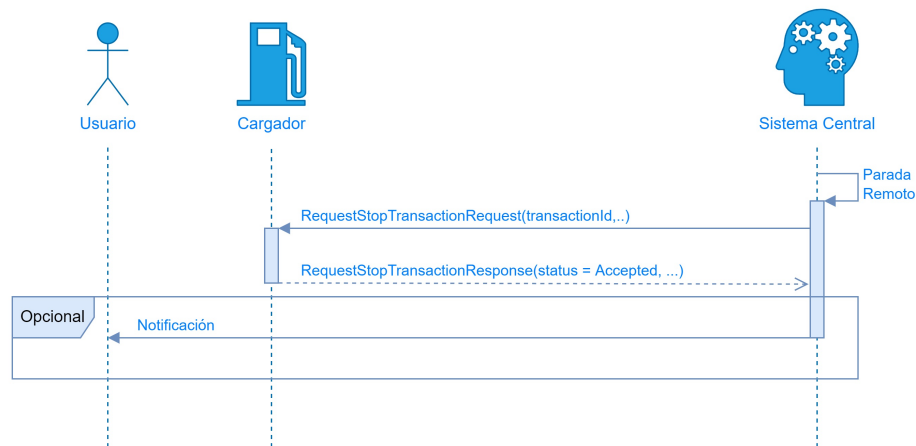 Usuario
Cargador
Sistema Central
Parada
Remoto
RequestStopTransactionRequest(transactionId,..)
RequestStopTransactionResponse(status = Accepted, ...)
Opcional
Notificación